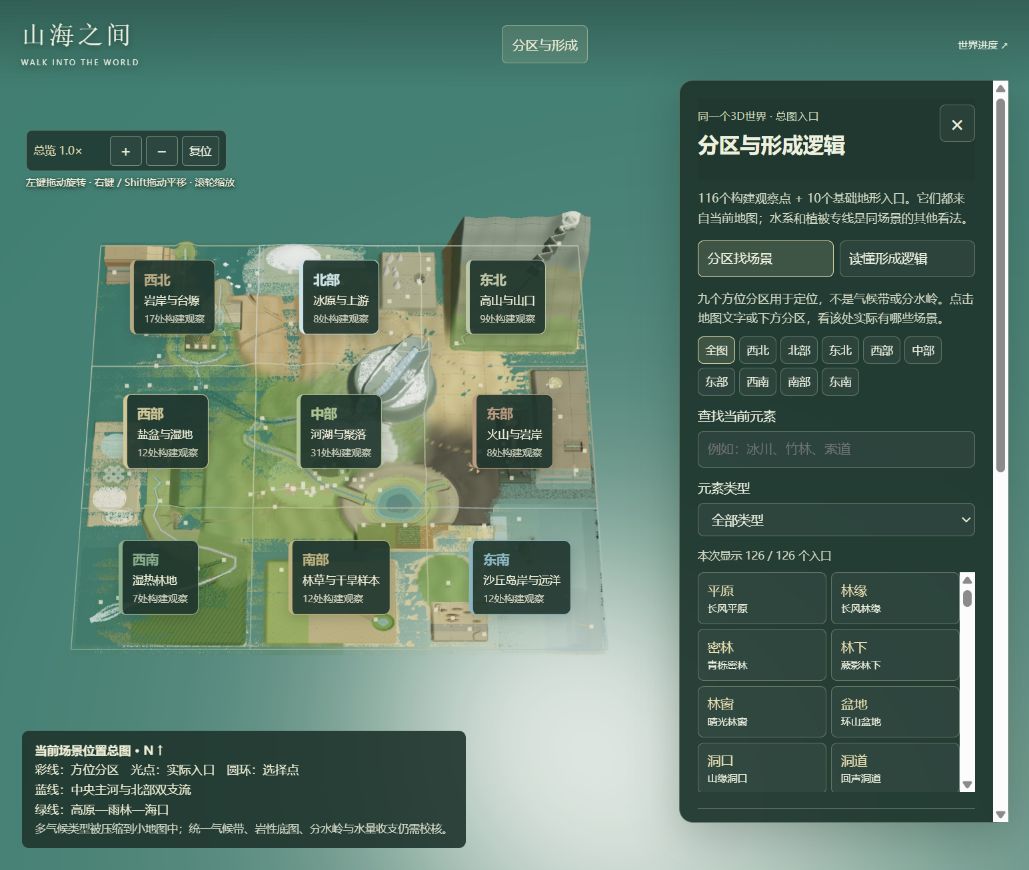 山海之间
WALK INTO THE WORLD
分区与形成
世界进度 ↗
总览 1.0×
+
−
复位
左键拖动旋转 · 右键 / Shift拖动平移 · 滚轮缩放
西北
岩岸与台塬
17处构建观察
北部
冰原与上游
8处构建观察
东北
高山与山口
9处构建观察
西部
盐盆与湿地
12处构建观察
中部
河湖与聚落
31处构建观察
东部
火山与岩岸
8处构建观察
西南
湿热林地
7处构建观察
南部
林草与干旱样本
12处构建观察
东南
沙丘岛岸与远洋
12处构建观察
当前场景位置总图 · N ↑
彩线：方位分区 光点：实际入口 圆环：选择点
蓝线：中央主河与北部双支流
绿线：高原—雨林—海口
多气候类型被压缩到小地图中；统一气候带、岩性底图、分水岭与水量收支仍需校核。
同一个3D世界 · 总图入口
分区与形成逻辑
×
116个构建观察点 + 10个基础地形入口。它们都来
自当前地图；水系和植被专线是同场景的其他看法。
分区找场景
读懂形成逻辑
九个方位分区用于定位，不是气候带或分水岭。点击
地图文字或下方分区，看该处实际有哪些场景。
全图 西北 北部 东北 西部 中部
东部 西南 南部 东南
查找当前元素
例如：冰川、竹林、索道
元素类型
全部类型
本次显示 126 / 126 个入口
平原
长风平原
林缘
长风林缘
密林
青栎密林
林下
蕨影林下
林窗
曙光林窗
盆地
环山盆地
洞口
山缘洞口
洞道
回声洞道